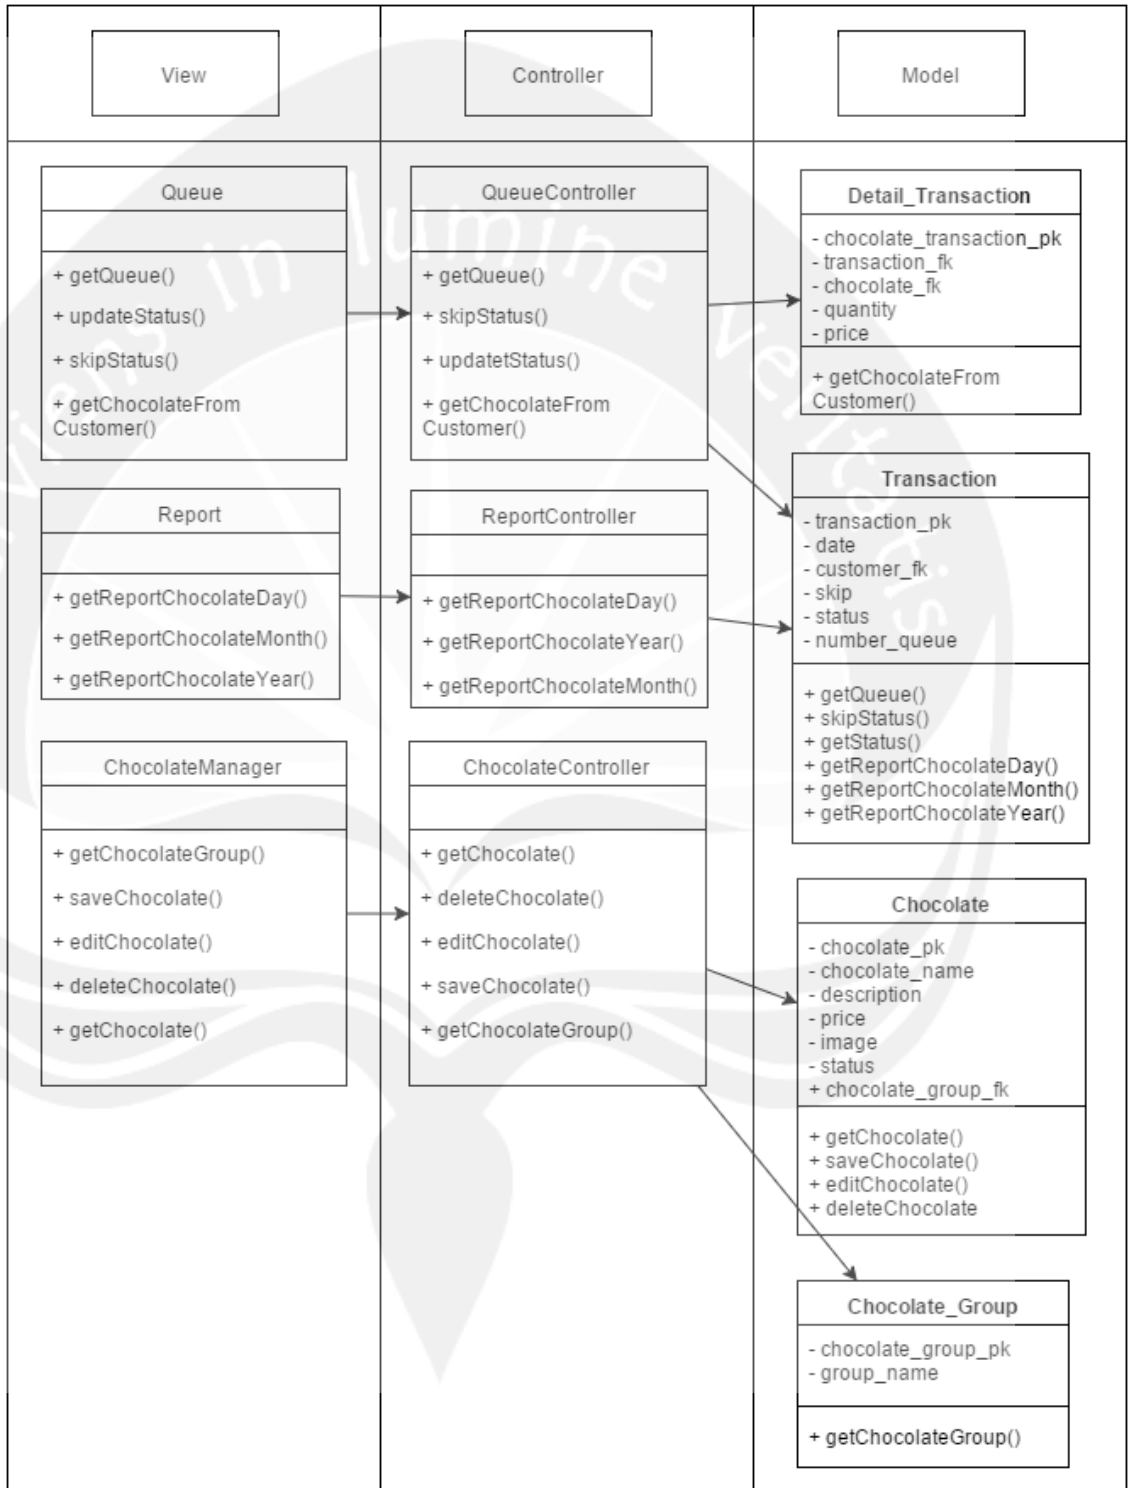 View
Controller
Model
Queue
+ getQueue()
+ updateStatus()
+ skipStatus()
+ getChocolateFrom
Customer()
QueueController
+ getQueue()
+ skipStatus()
+ updatetStatus()
+ getChocolateFrom
Customer()
Detail_Transaction
- chocolate_transaction_pk
- transaction_fk
- chocolate_fk
- quantity
- price
+ getChocolateFrom
Customer()
Report
+ getReportChocolateDay()
+ getReportChocolateMonth()
+ getReportChocolateYear()
ReportController
+ getReportChocolateDay()
+ getReportChocolateYear()
+ getReportChocolateMonth()
Transaction
- transaction_pk
- date
- customer_fk
- skip
- status
- number_queue
+ getQueue()
+ skipStatus()
+ getStatus()
+ getReportChocolateDay()
+ getReportChocolateMonth()
+ getReportChocolateYear()
ChocolateManager
+ getChocolateGroup()
+ saveChocolate()
+ editChocolate()
+ deleteChocolate()
+ getChocolate()
ChocolateController
+ getChocolate()
+ deleteChocolate()
+ editChocolate()
+ saveChocolate()
+ getChocolateGroup()
Chocolate
- chocolate_pk
- chocolate_name
- description
- price
- image
- status
+ chocolate_group_fk
+ getChocolate()
+ saveChocolate()
+ editChocolate()
+ deleteChocolate
Chocolate_Group
- chocolate_group_pk
- group_name
+ getChocolateGroup()
in lumine veritatis